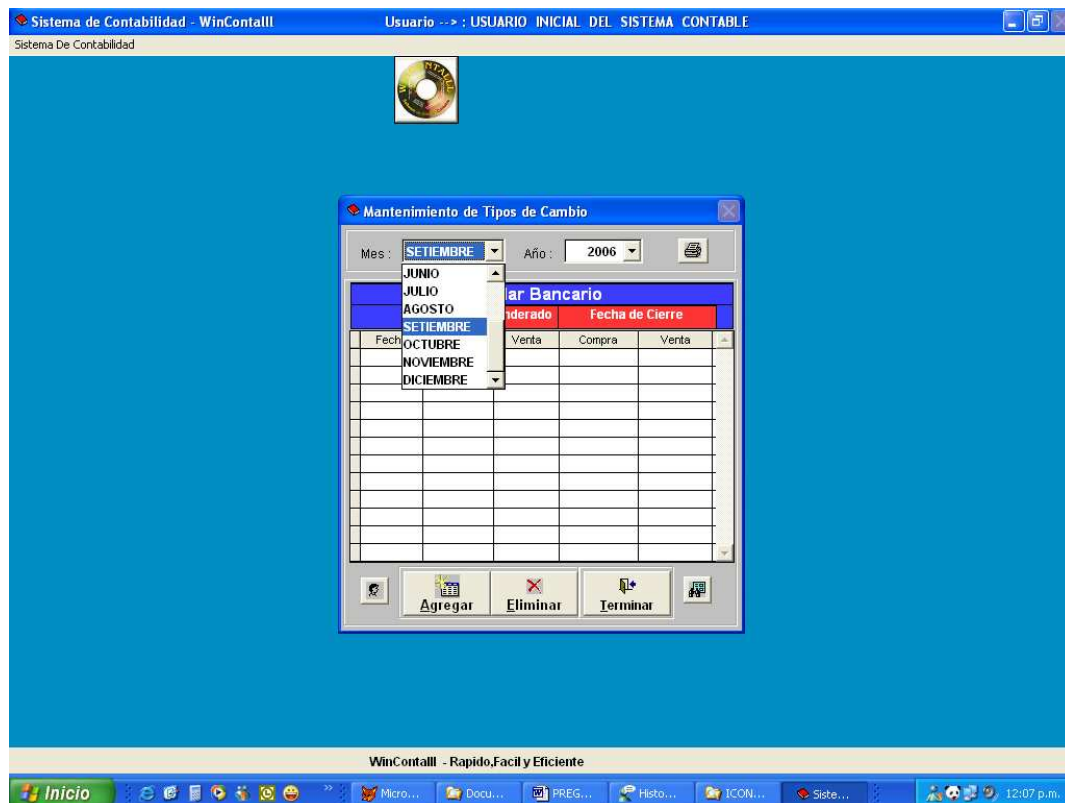 Sistema de Contabilidad - WinContaIII Usuario --> : USUARIO INICIAL DEL SISTEMA CONTABLE
Sistema De Contabilidad
Mantenimiento de Tipos de Cambio
Mes : SETIEMBRE Año : 2006
JUNIO
JULIO
AGOSTO
SETIEMBRE
OCTUBRE
NOVIEMBRE
DICIEMBRE
lar Bancario
nderado Fecha de Cierre
Fech Venta Compra Venta
Agregar Eliminar Terminar
WinContaIII - Rapido,Facil y Eficiente
Inicio Micro... Docu... PREG... Histo... ICON... Siste... 12:07 p.m.